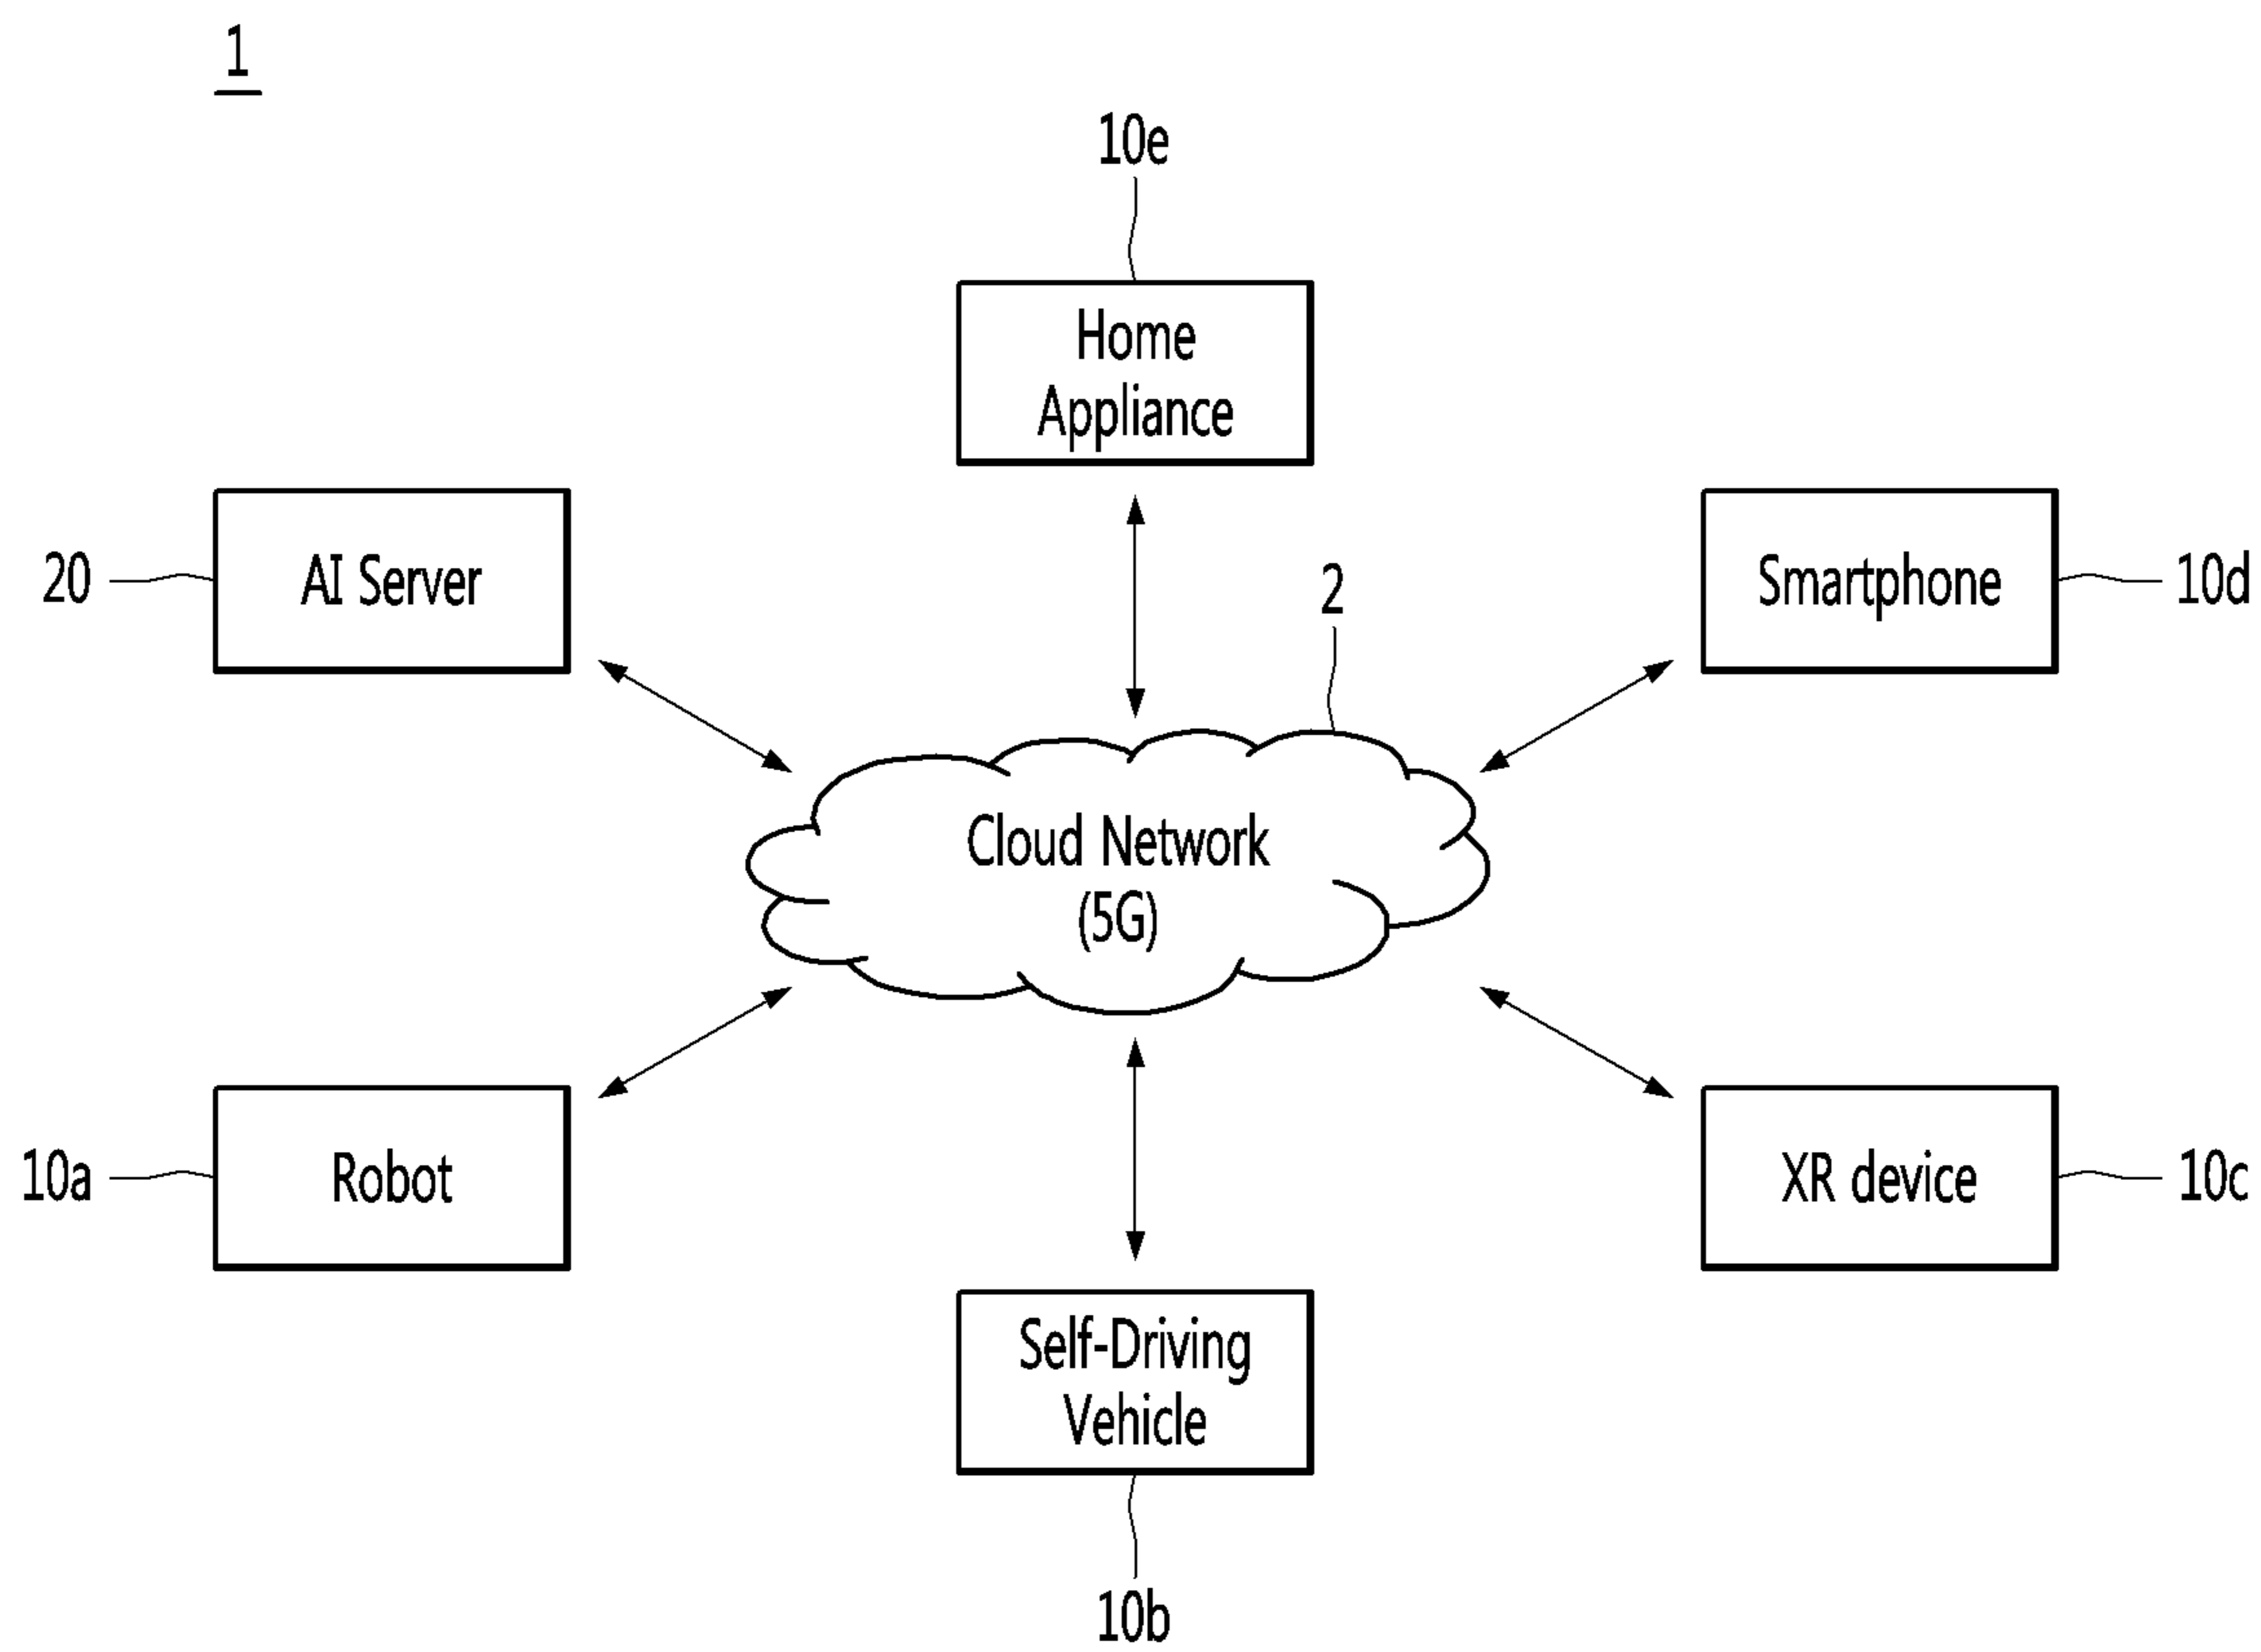 1
10e
Home
Appliance
20
AI Server
Smartphone
10d
2
Cloud Network
(5G)
10a
Robot
XR device
10c
Self-Driving
Vehicle
10b